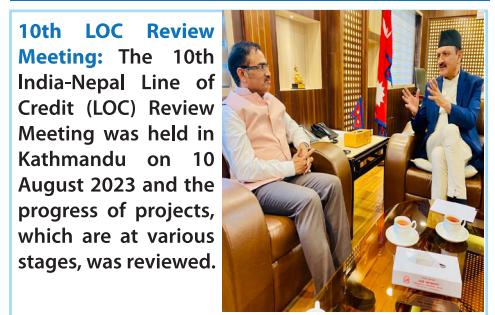 10th LOC Review
Meeting: The 10th
India-Nepal Line of
Credit (LOC) Review
Meeting was held in
Kathmandu on 10
August 2023 and the
progress of projects,
which are at various
stages, was reviewed.